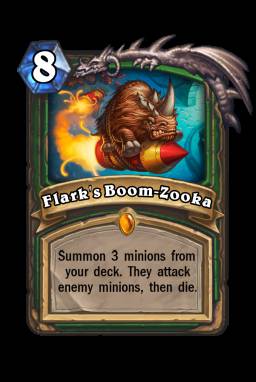 8
Flark's Boom-Zooka
Summon 3 minions from
your deck. They attack
enemy minions, then die.